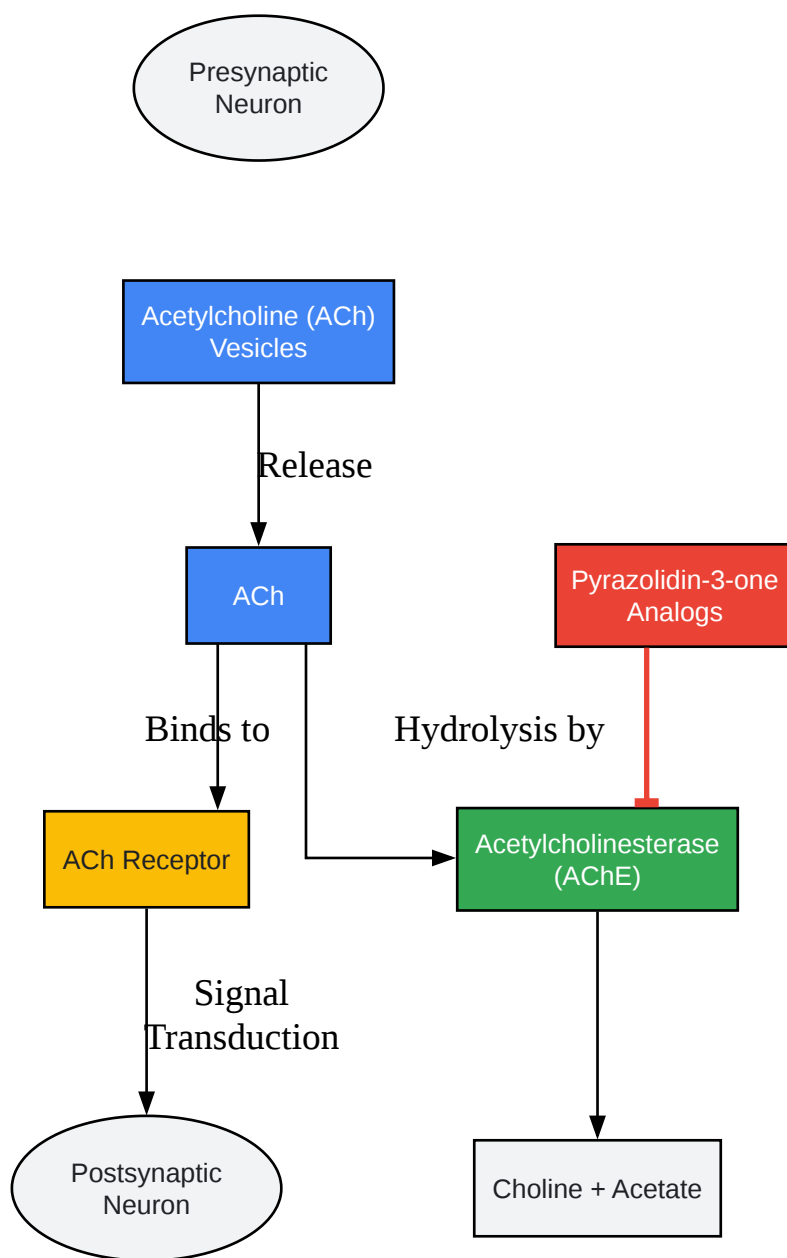 Presynaptic
Neuron
Acetylcholine (ACh)
Vesicles
Release
ACh
Pyrazolidin-3-one
Analogs
Binds to
Hydrolysis by
ACh Receptor
Acetylcholinesterase
(AChE)
Signal
Transduction
Postsynaptic
Neuron
Choline + Acetate